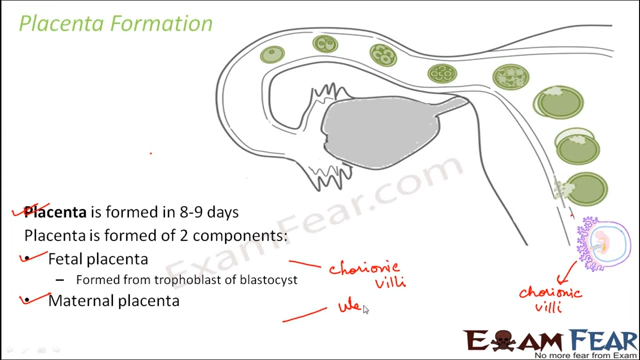 Placenta Formation
Placenta is formed in 8-9 days
Placenta is formed of 2 components:
• Fetal placenta
– Formed from trophoblast of blastocyst
• Maternal placenta
chorionic
villi
ute
chorionic
villi
ExamFear.com
EXAM FEAR
No more fear from Exam